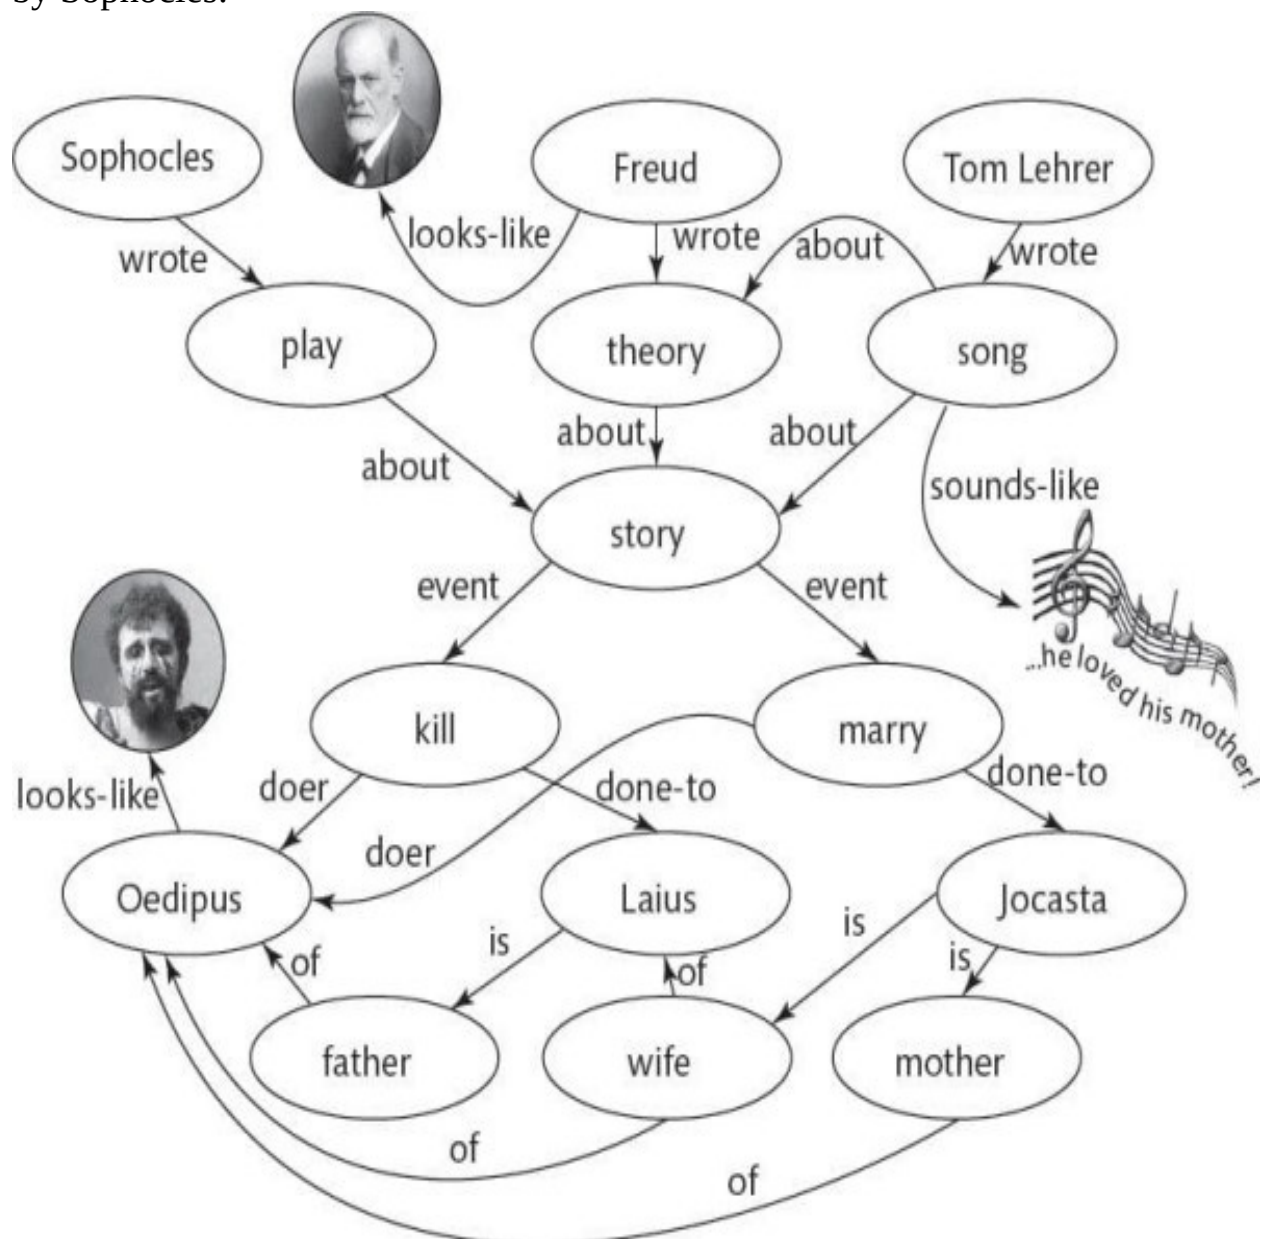 by Sophocles.
Sophocles
Freud
Tom Lehrer
looks-like
wrote
about
wrote
wrote
play
theory
song
about
about
about
sounds-like
story
event
event
...he loved his mother!
kill
marry
looks-like
doer
done-to
done-to
doer
Oedipus
Laius
Jocasta
is
is
of
of
is
father
wife
mother
of
of